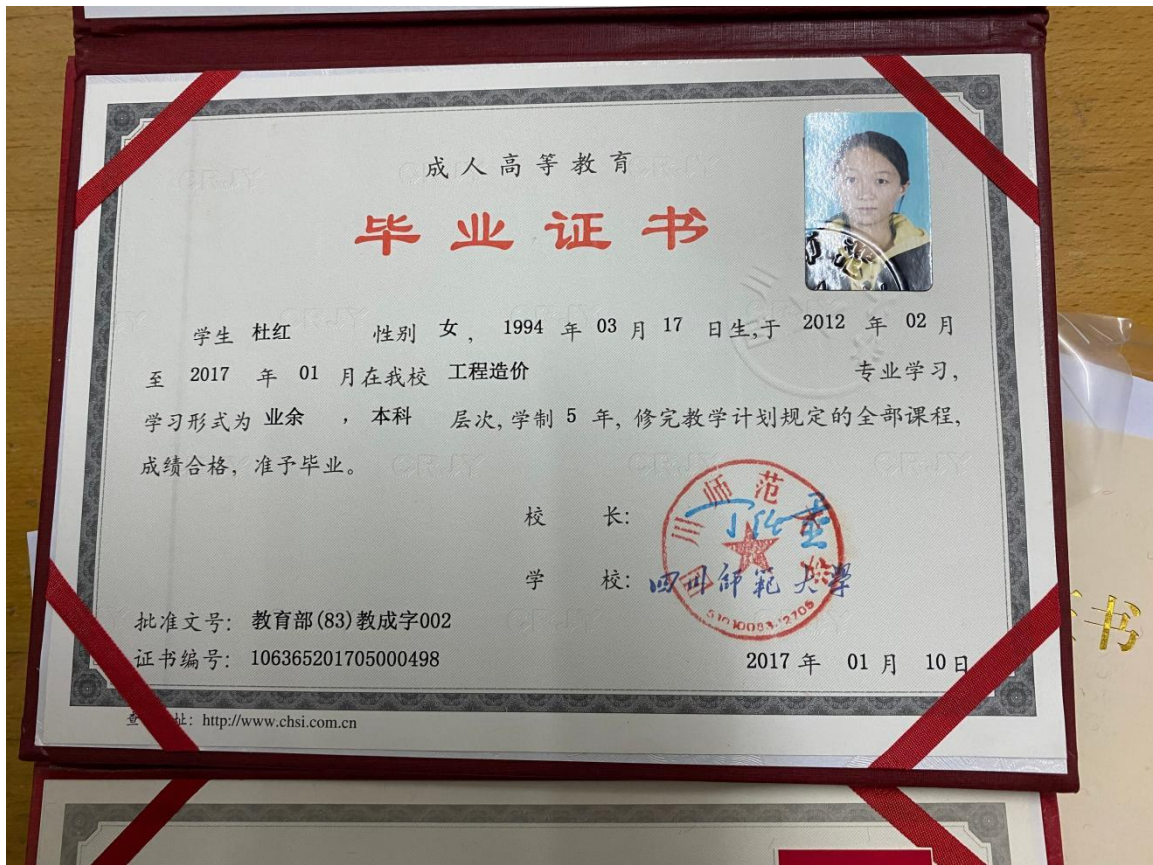 成人高等教育
毕业证书
学生 杜红 性别 女, 1994 年 03 月 17 日生,于 2012 年 02 月
至 2017 年 01 月在我校 工程造价 专业学习,
学习形式为 业余 , 本科 层次, 学制 5 年, 修完教学计划规定的全部课程,
成绩合格, 准予毕业。
校 长:
学 校: 四川師範大學
批准文号: 教育部(83)教成字002
证书编号: 106365201705000498
2017 年 01 月 10 日
http://www.chsi.com.cn
书